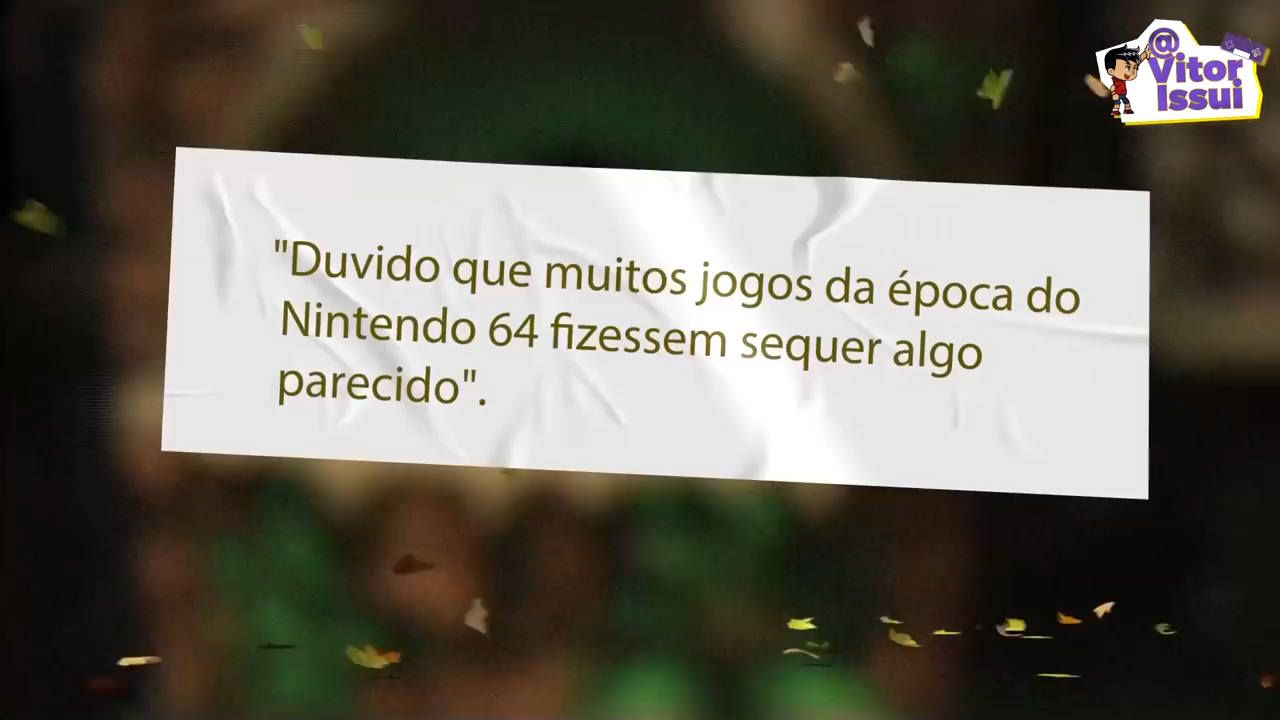 @
Vitor
Issui
"Duvido que muitos jogos da época do
Nintendo 64 fizessem sequer algo
parecido".